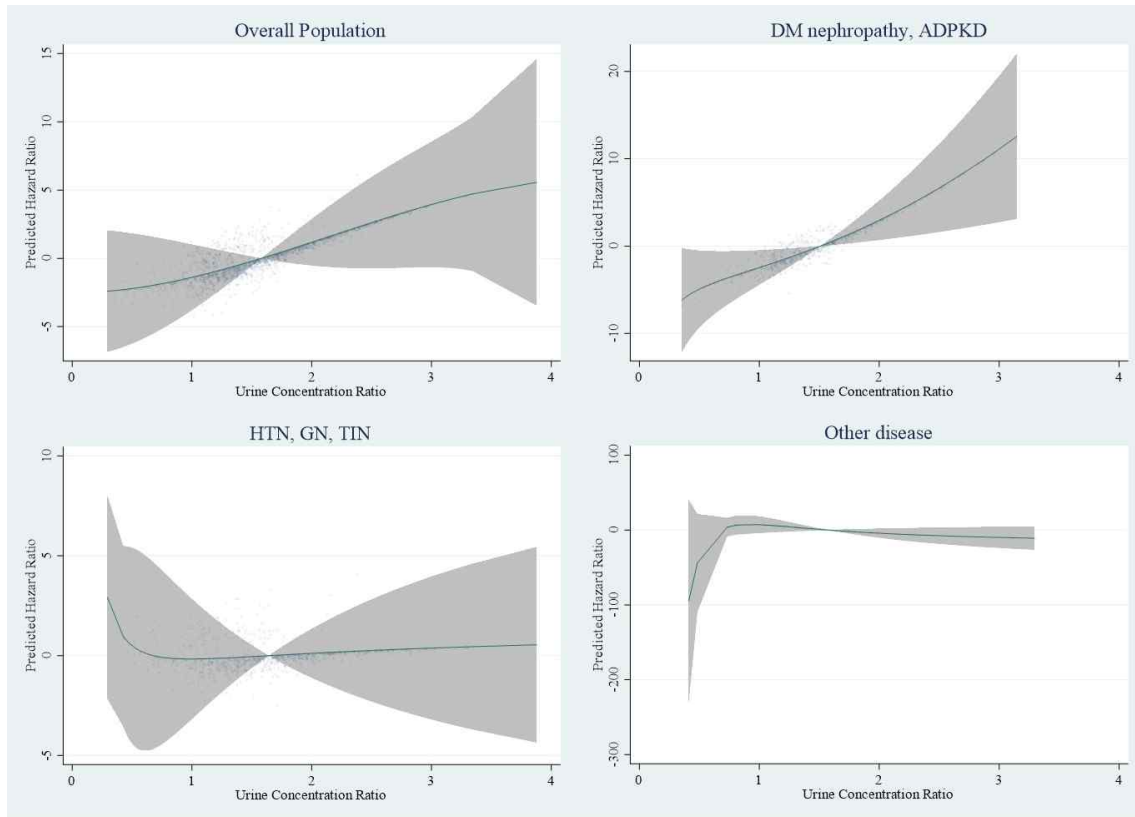 Overall Population
Predicted Hazard Ratio
15
10
5
0
-5
0 1 2 3 4
Urine Concentration Ratio
DM nephropathy, ADPKD
Predicted Hazard Ratio
20
10
0
-10
0 1 2 3 4
Urine Concentration Ratio
HTN, GN, TIN
Predicted Hazard Ratio
10
5
0
-5
0 1 2 3 4
Urine Concentration Ratio
Other disease
Predicted Hazard Ratio
100
0
-100
-200
-300
0 1 2 3 4
Urine Concentration Ratio